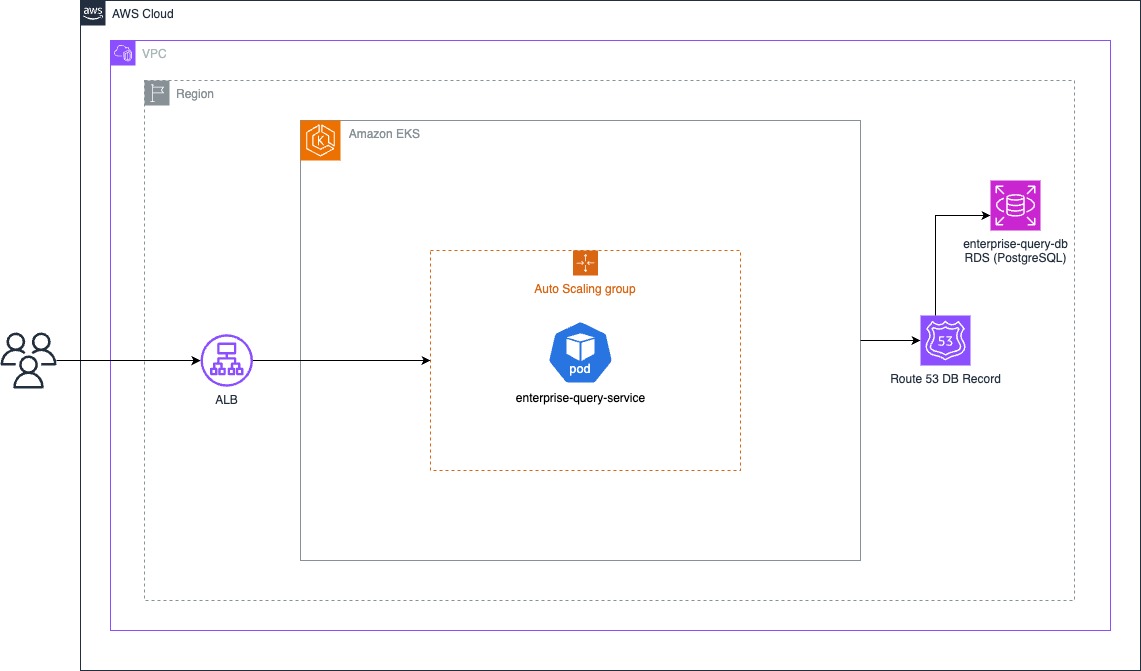 aws
AWS Cloud
VPC
Region
K
Amazon EKS
Auto Scaling group
pod
enterprise-query-service
ALB
enterprise-query-db
RDS (PostgreSQL)
53
Route 53 DB Record